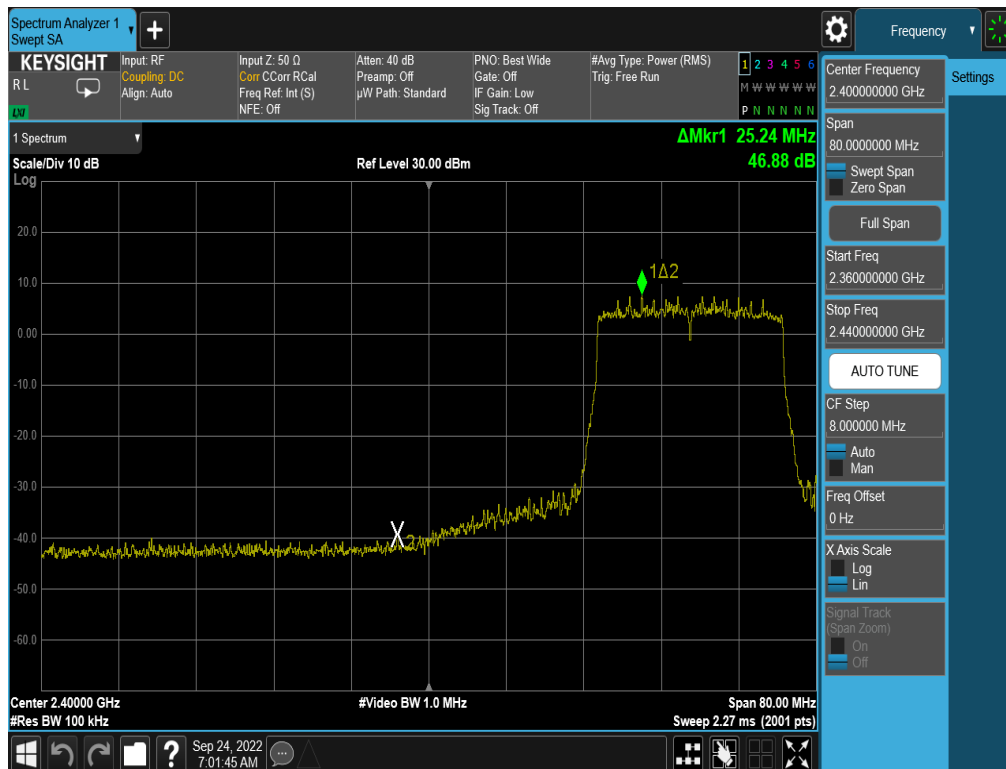 Spectrum Analyzer 1
Swept SA
+
Frequency
KEYSIGHT
R L
LXI
Input: RF
Coupling: DC
Align: Auto
Input Z: 50 Ω
Corr CCorr RCal
Freq Ref: Int (S)
NFE: Off
Atten: 40 dB
Preamp: Off
µW Path: Standard
PNO: Best Wide
Gate: Off
IF Gain: Low
Sig Track: Off
#Avg Type: Power (RMS)
Trig: Free Run
1 2 3 4 5 6
M W W W W W
P N N N N N
1 Spectrum
Scale/Div 10 dB
Log
Ref Level 30.00 dBm
ΔMkr1 25.24 MHz
46.88 dB
20.0
10.0
0.00
-10.0
-20.0
-30.0
-40.0
-50.0
-60.0
1Δ2
X2
Center 2.40000 GHz
#Res BW 100 kHz
#Video BW 1.0 MHz
Span 80.00 MHz
Sweep 2.27 ms (2001 pts)
Center Frequency
2.400000000 GHz
Settings
Span
80.0000000 MHz
Swept Span
Zero Span
Full Span
Start Freq
2.360000000 GHz
Stop Freq
2.440000000 GHz
AUTO TUNE
CF Step
8.000000 MHz
Auto
Man
Freq Offset
0 Hz
X Axis Scale
Log
Lin
Signal Track
(Span Zoom)
On
Off
?
Sep 24, 2022
7:01:45 AM